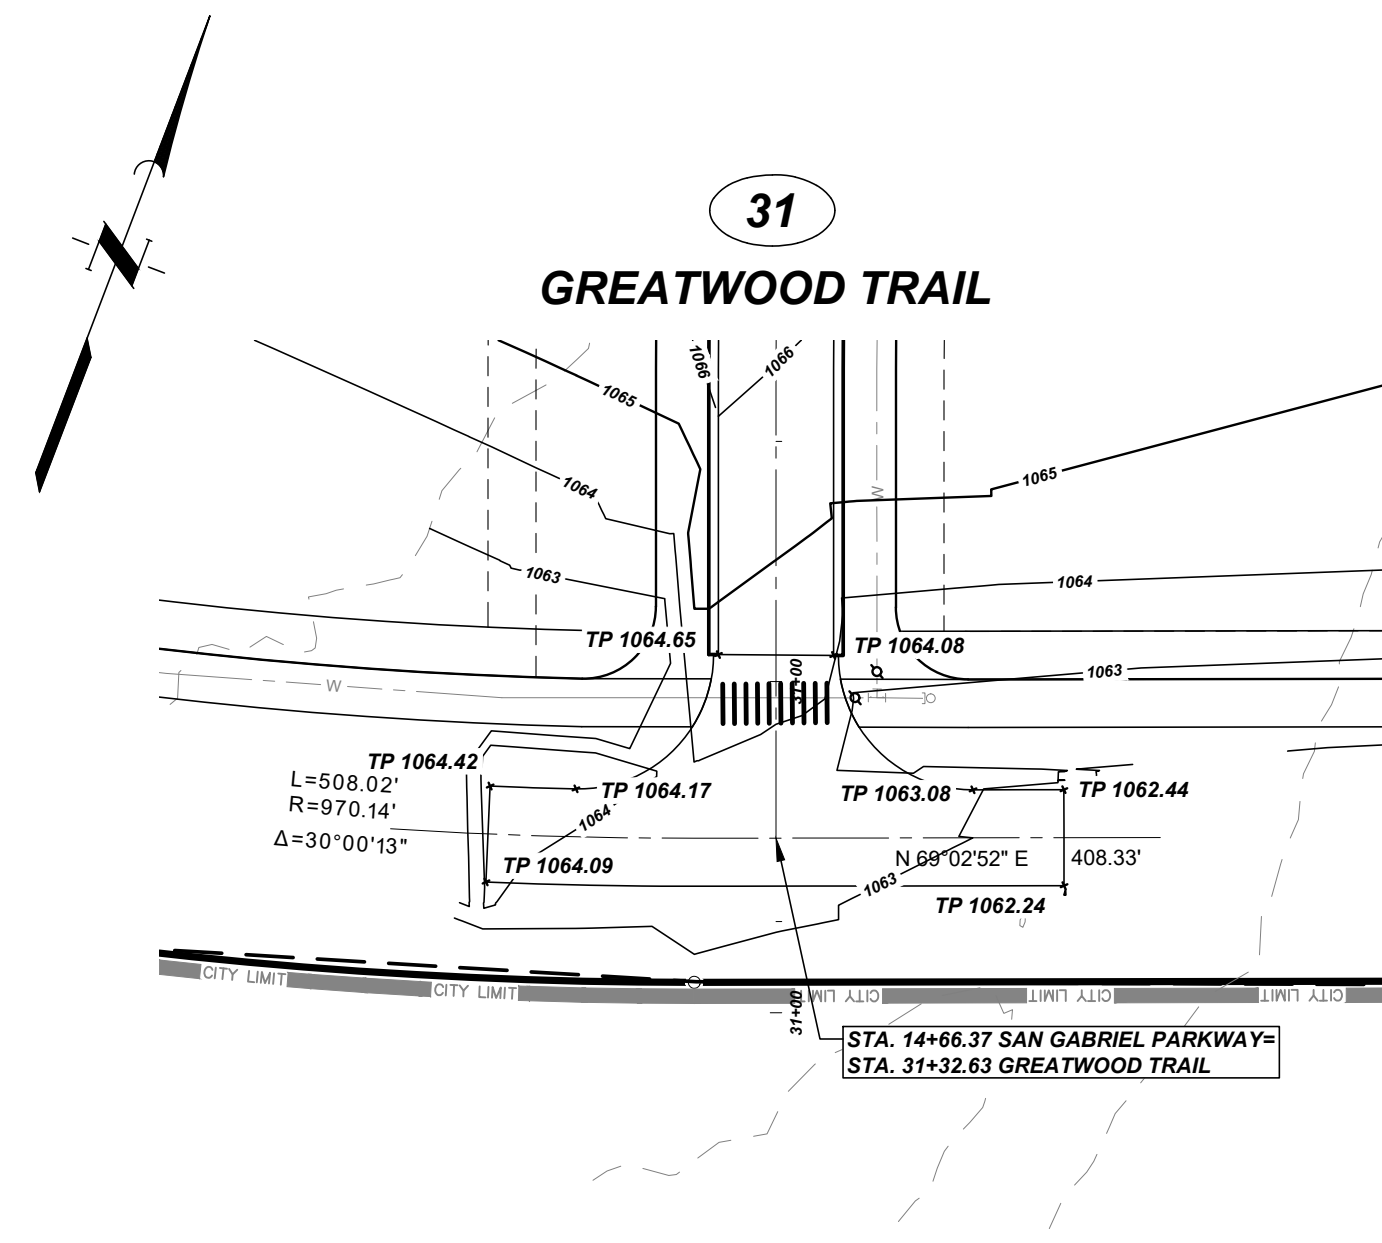 31
GREATWOOD TRAIL
1066
1066
1065
1065
1064
1063
1064
W
TP 1064.65
TP 1064.08
31+00
1063
W
TP 1064.42
L=508.02'
R=970.14'
Δ=30°00'13"
TP 1064.17
TP 1063.08
TP 1062.44
1064
TP 1064.09
N 69°02'52" E
408.33'
1063
TP 1062.24
CITY LIMIT
CITY LIMIT
CITY LIMIT
CITY LIMIT
CITY LIMIT
31+00
STA. 14+66.37 SAN GABRIEL PARKWAY=
STA. 31+32.63 GREATWOOD TRAIL